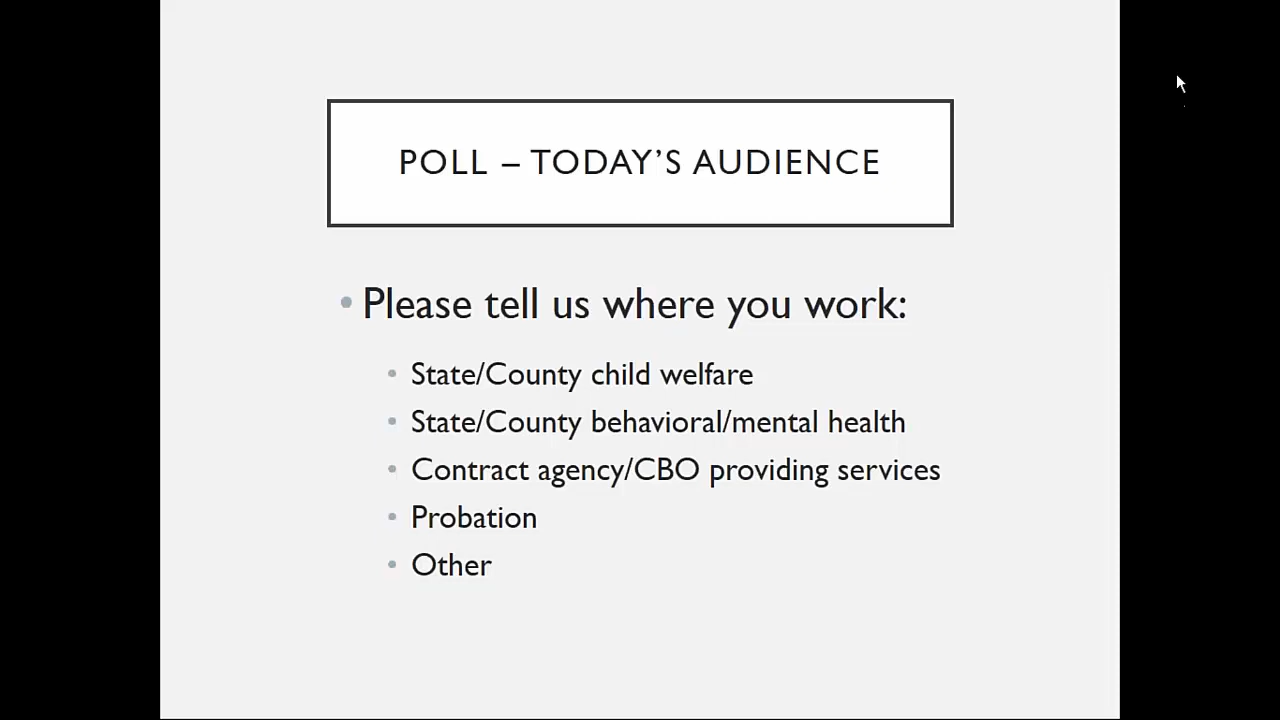 POLL – TODAY’S AUDIENCE
• Please tell us where you work:
• State/County child welfare
• State/County behavioral/mental health
• Contract agency/CBO providing services
• Probation
• Other